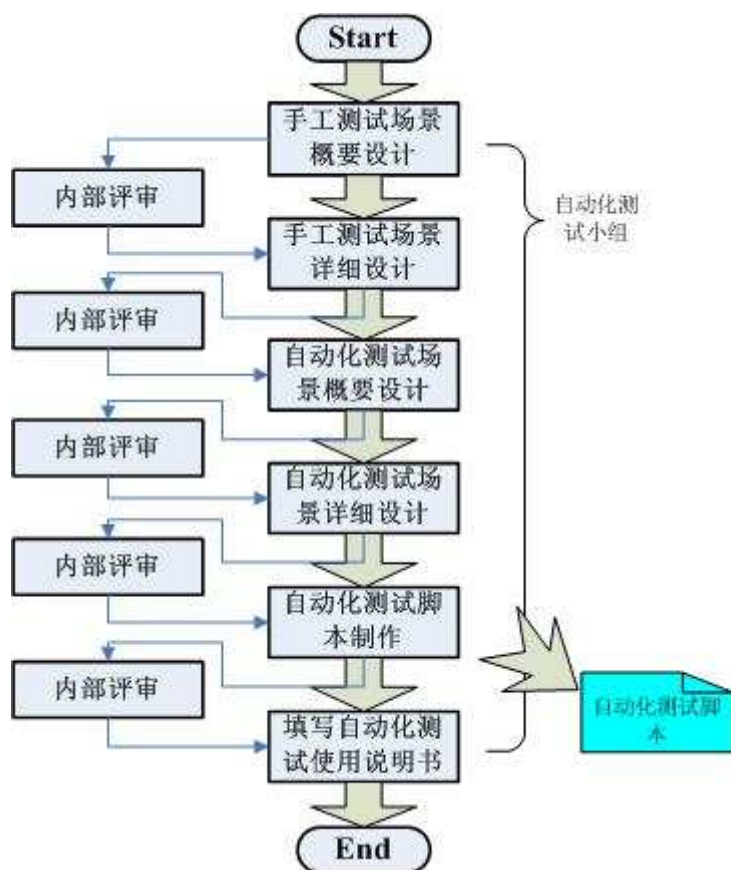 Start
手工测试场景
概要设计
内部评审
自动化测
试小组
手工测试场景
详细设计
内部评审
自动化测试场
景概要设计
内部评审
自动化测试场
景详细设计
内部评审
自动化测试脚
本制作
内部评审
自动化测试脚
本
填写自动化测
试使用说明书
End